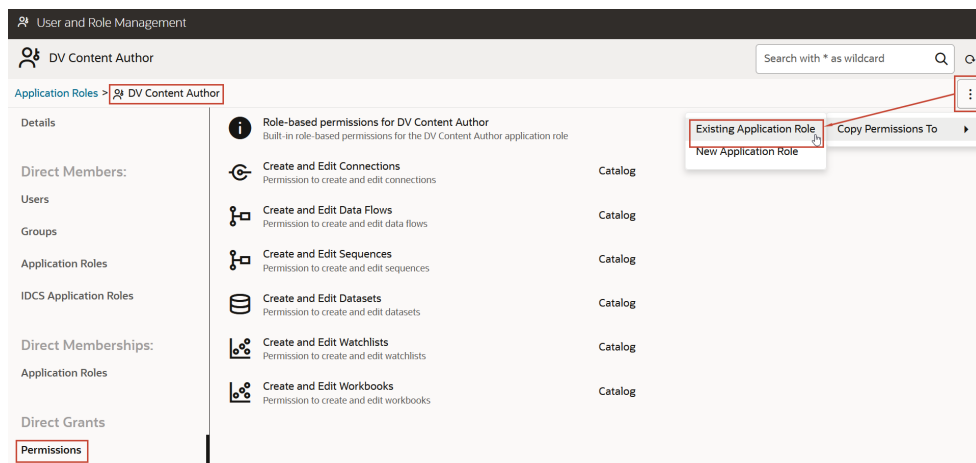 User and Role Management
DV Content Author
Search with * as wildcard
Application Roles > DV Content Author
Details
Role-based permissions for DV Content Author
Built-in role-based permissions for the DV Content Author application role
Existing Application Role
Copy Permissions To
New Application Role
Direct Members:
Create and Edit Connections
Permission to create and edit connections
Catalog
Users
Create and Edit Data Flows
Permission to create and edit data flows
Catalog
Groups
Create and Edit Sequences
Permission to create and edit sequences
Catalog
Application Roles
IDCS Application Roles
Create and Edit Datasets
Permission to create and edit datasets
Catalog
Direct Memberships:
Create and Edit Watchlists
Permission to create and edit watchlists
Catalog
Application Roles
Create and Edit Workbooks
Permission to create and edit workbooks
Catalog
Direct Grants
Permissions